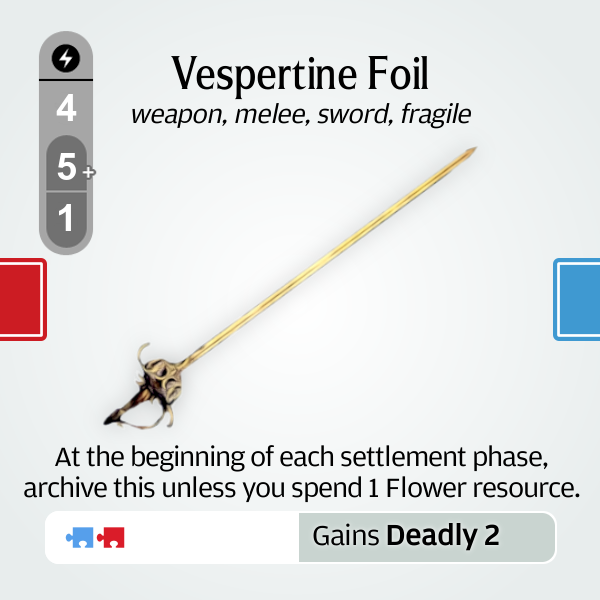 Vespertine Foil
weapon, melee, sword, fragile
4
5+
1
At the beginning of each settlement phase,
archive this unless you spend 1 Flower resource.
Gains Deadly 2